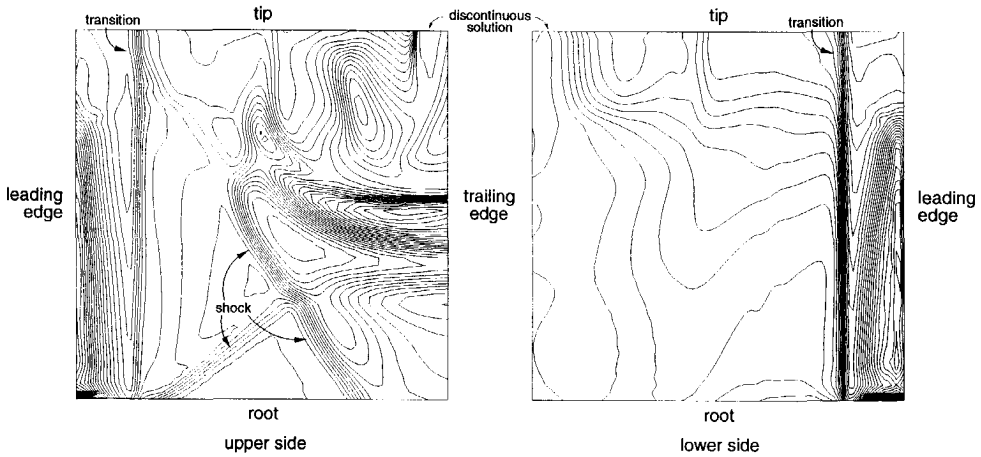 tip
discontinuous
solution
tip
transition
transition
leading
edge
shock
trailing
edge
leading
edge
root
root
upper side
lower side